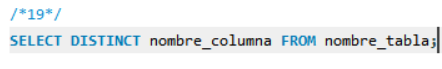 /*19*/
SELECT DISTINCT nombre_columna FROM nombre_tabla;